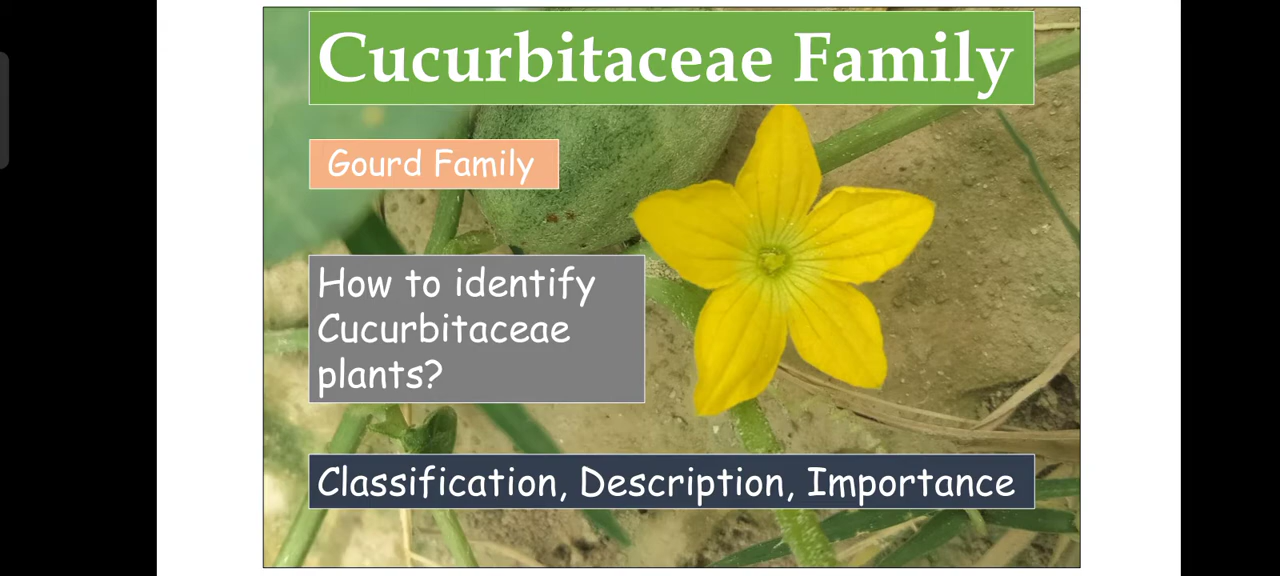 Cucurbitaceae Family
Gourd Family
How to identify
Cucurbitaceae
plants?
Classification, Description, Importance